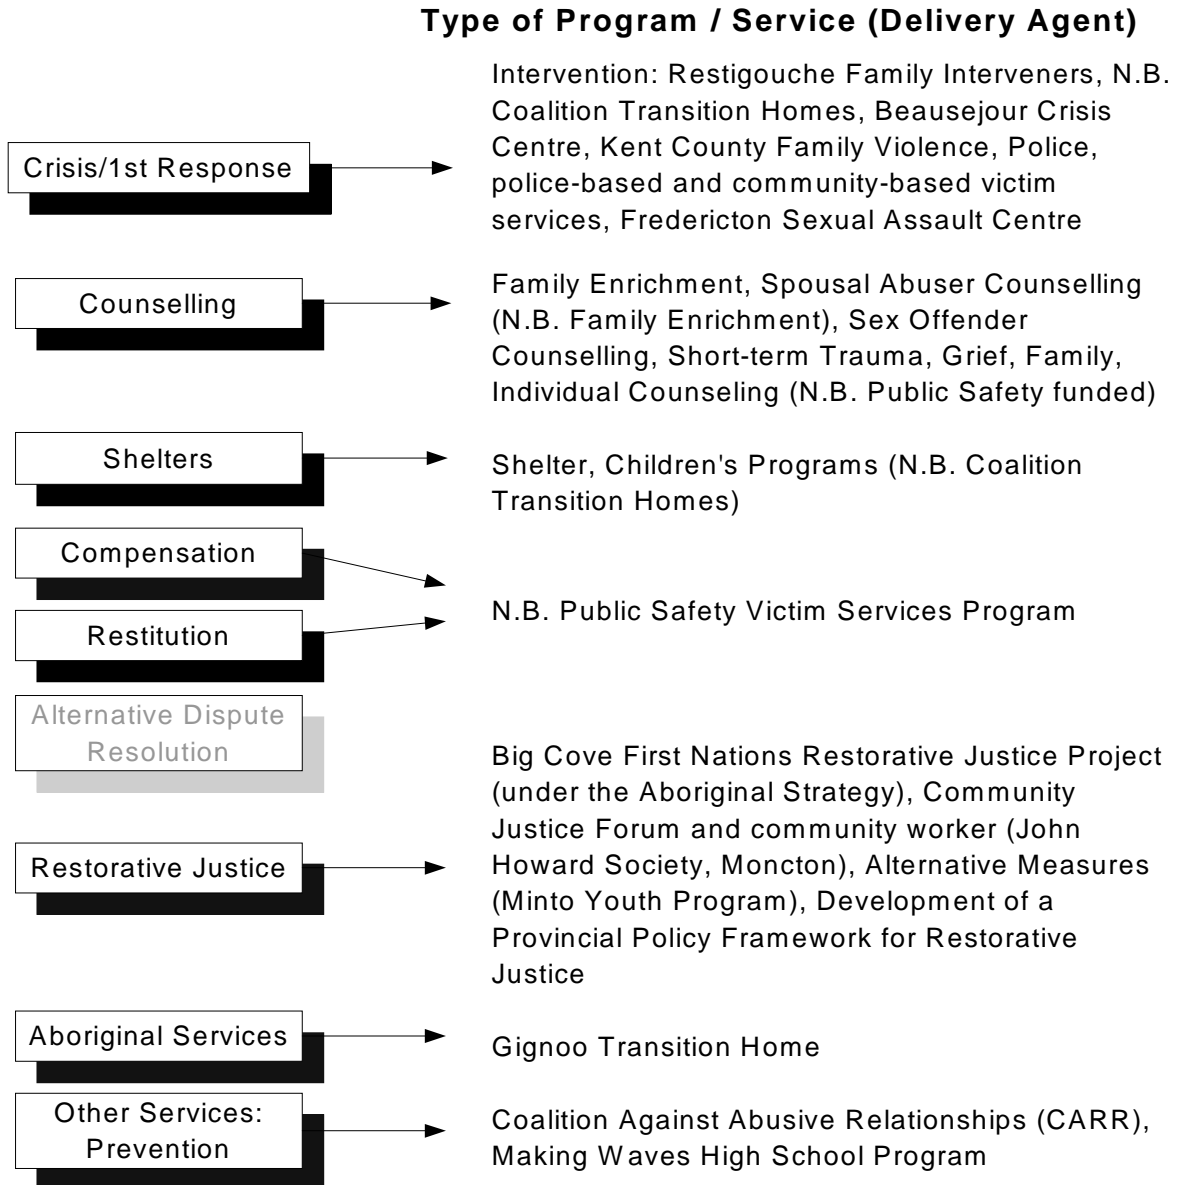 Type of Program / Service (Delivery Agent)
Crisis/1st Response
Intervention: Restigouche Family Interveners, N.B.
Coalition Transition Homes, Beausejour Crisis
Centre, Kent County Family Violence, Police,
police-based and community-based victim
services, Fredericton Sexual Assault Centre
Counselling
Family Enrichment, Spousal Abuser Counselling
(N.B. Family Enrichment), Sex Offender
Counselling, Short-term Trauma, Grief, Family,
Individual Counseling (N.B. Public Safety funded)
Shelters
Shelter, Children's Programs (N.B. Coalition
Transition Homes)
Compensation
Restitution
N.B. Public Safety Victim Services Program
Alternative Dispute
Resolution
Restorative Justice
Big Cove First Nations Restorative Justice Project
(under the Aboriginal Strategy), Community
Justice Forum and community worker (John
Howard Society, Moncton), Alternative Measures
(Minto Youth Program), Development of a
Provincial Policy Framework for Restorative
Justice
Aboriginal Services
Gignoo Transition Home
Other Services:
Prevention
Coalition Against Abusive Relationships (CARR),
Making Waves High School Program